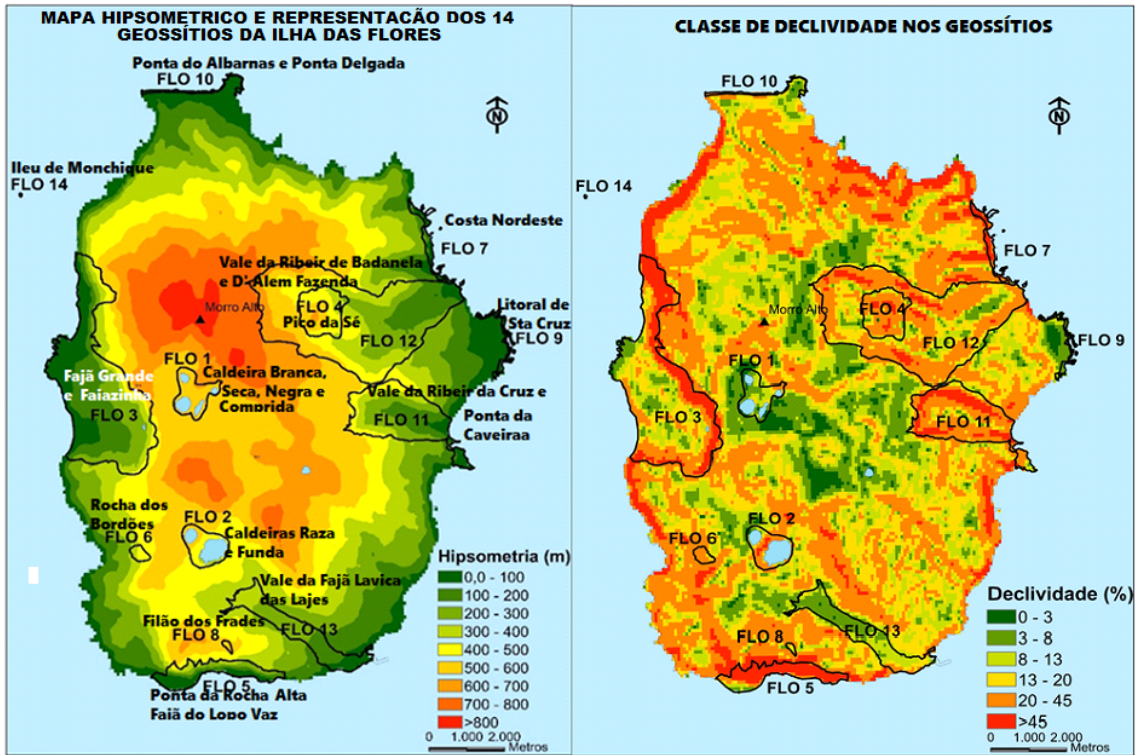 MAPA HIPSOMETRICO E REPRESENTACÃO DOS 14
GEOSSÍTIOS DA ILHA DAS FLORES
Ponta do Albarnas e Ponta Delgada
FLO 10
N
Ileu de Monchique
FLO 14
Costa Nordeste
FLO 7
Vale da Ribeir de Badanela
e D' Alem Fazenda
FLO 4
Morro Alto
Pico da Sé
Litoral de
Sta Cruz
FLO 9
FLO 12
FLO 1
Caldeira Branca,
Seca, Negra e
Comprida
Fajã Grande
e Faiazinha
FLO 3
Vale da Ribeir da Cruz e
FLO 11
Ponta da
Caveiraa
Rocha dos
Bordões
FLO 6
FLO 2
Caldeiras Raza
e Funda
Vale da Fajã Lavica
das Lajes
Filão dos Frades
FLO 8
FLO 13
FLO 5
Ponta da Rocha Alta
Fajã do Lopo Vaz
Hipsometria (m)
0,0 - 100
100 - 200
200 - 300
300 - 400
400 - 500
500 - 600
600 - 700
700 - 800
>800
0 1.000 2.000
Metros
CLASSE DE DECLIVIDADE NOS GEOSSÍTIOS
FLO 10
N
FLO 14
FLO 7
Morro Alto
FLO 4
FLO 12
FLO 9
FLO 1
FLO 3
FLO 11
FLO 2
FLO 6
FLO 8
FLO 13
FLO 5
Declividade (%)
0 - 3
3 - 8
8 - 13
13 - 20
20 - 45
>45
0 1.000 2.000
Metros